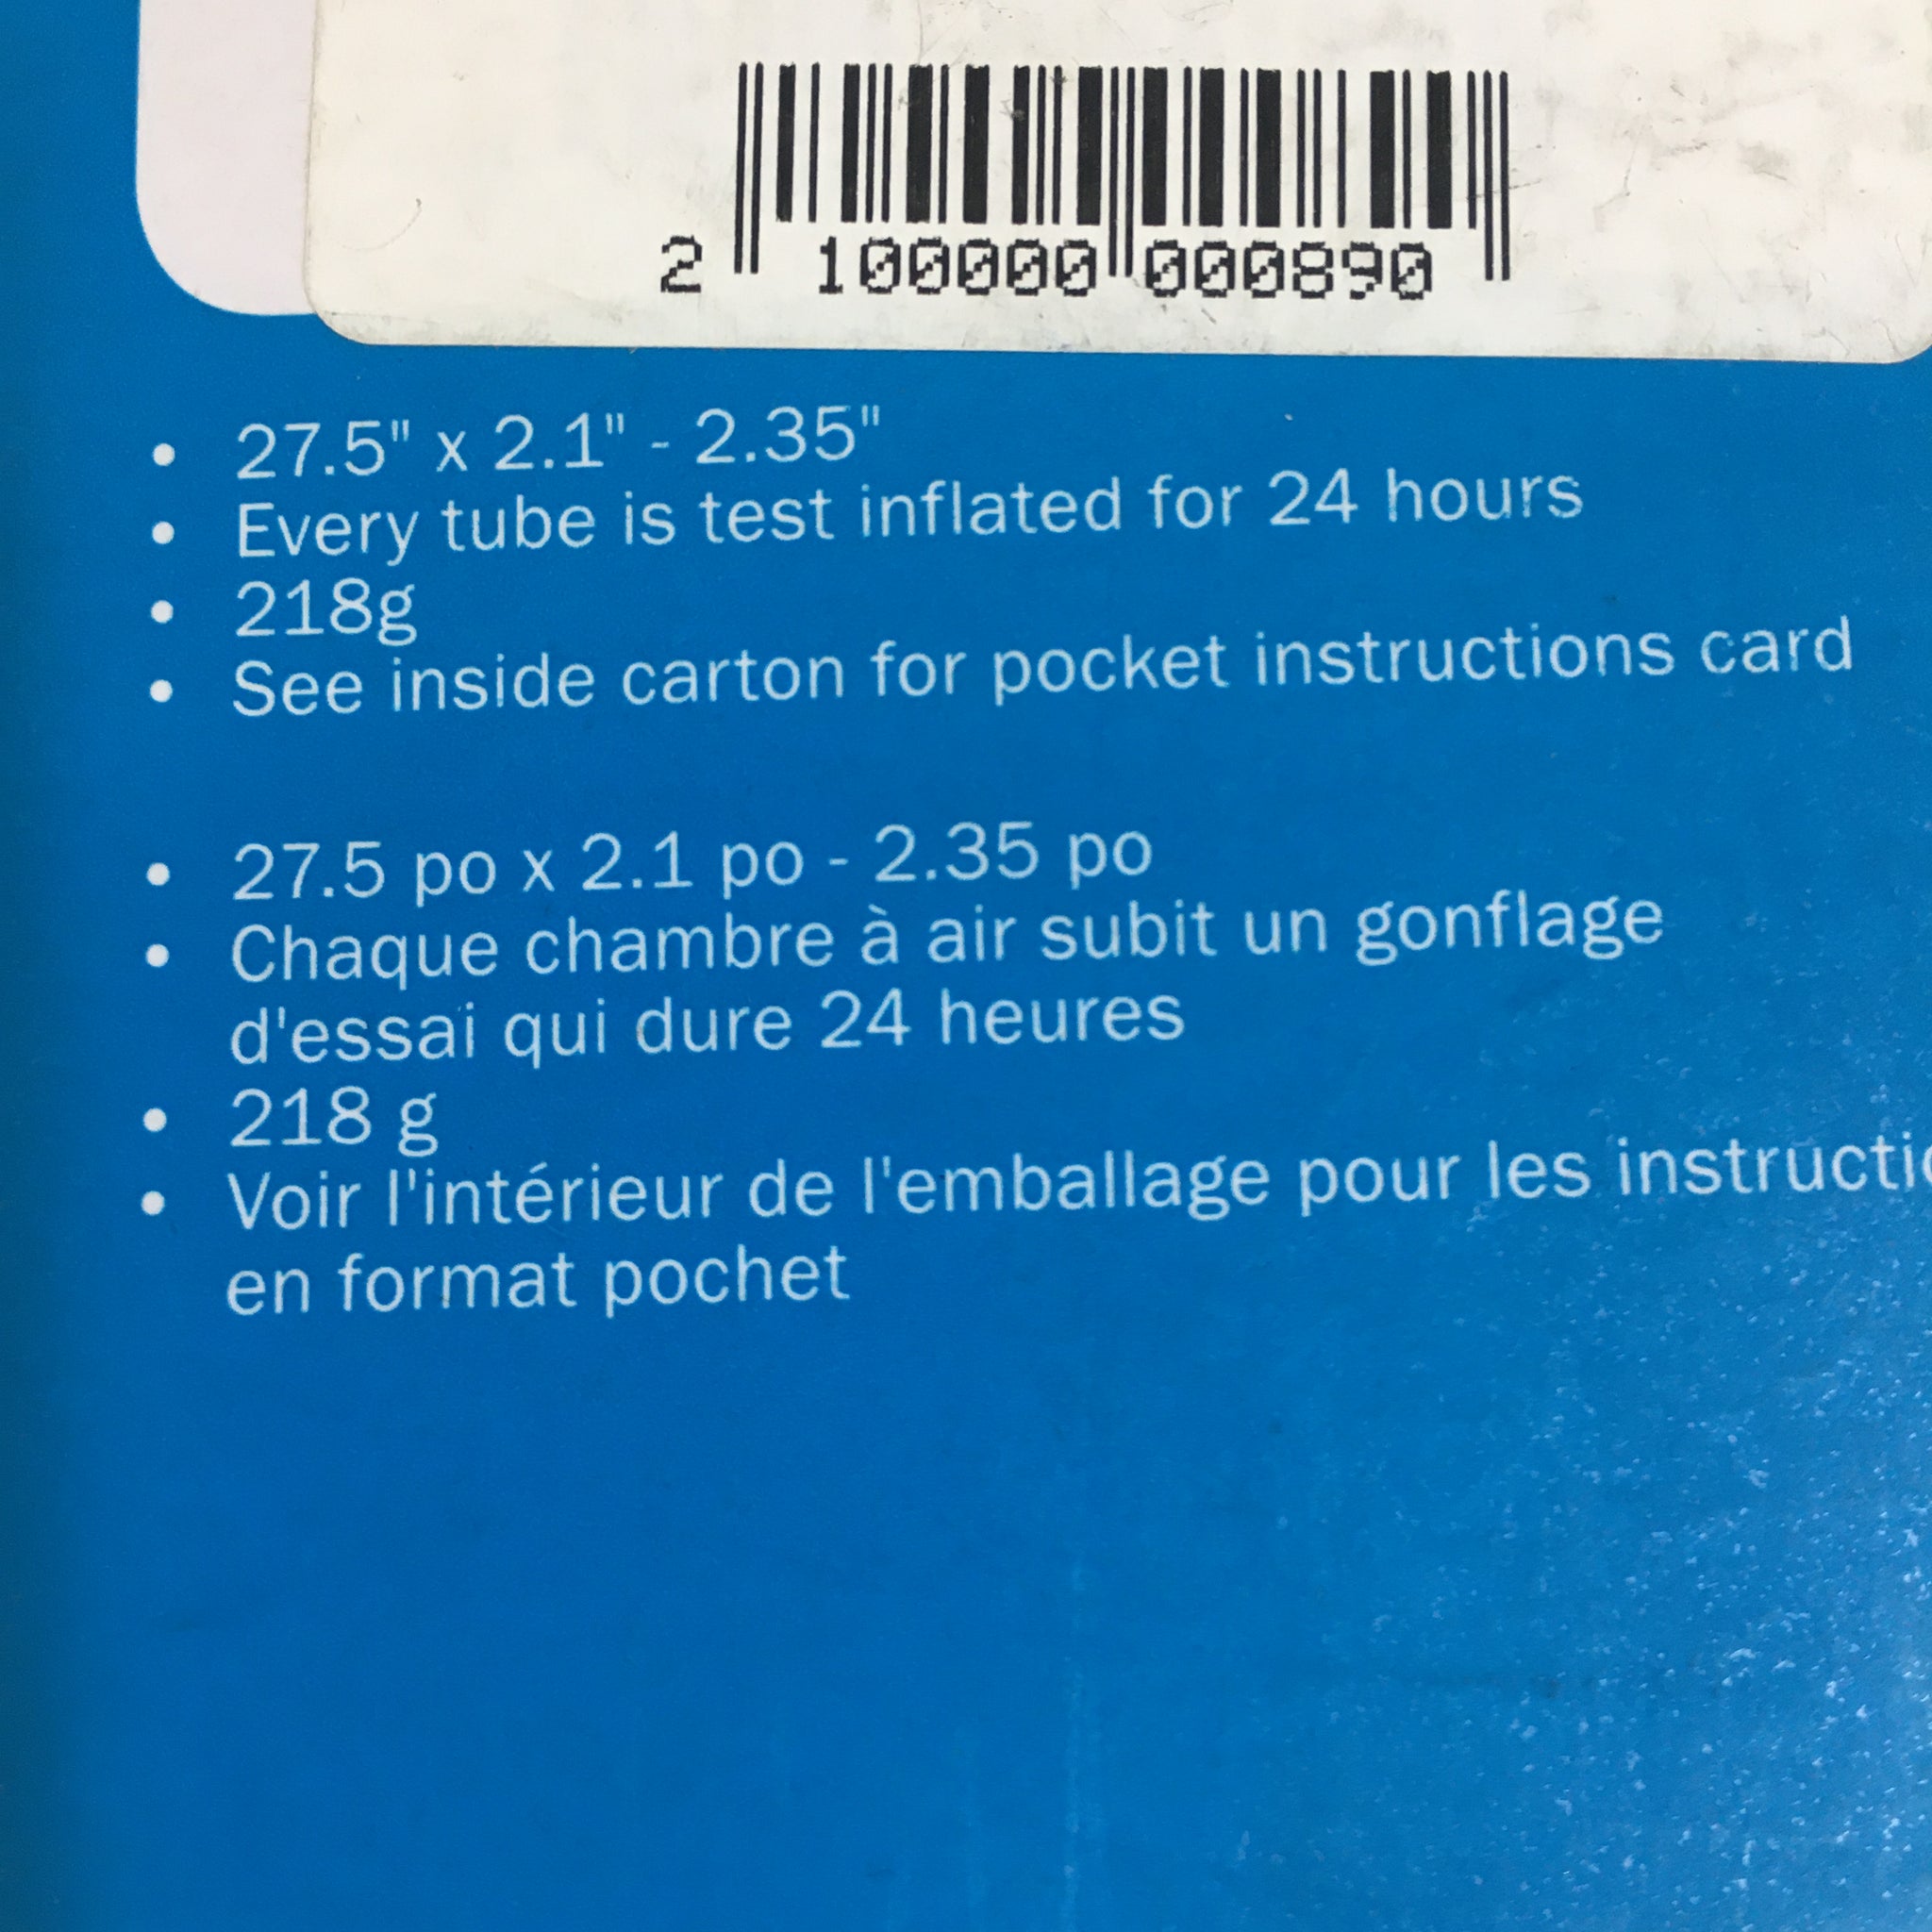 2 100000 000890
• 27.5" x 2.1" - 2.35"
• Every tube is test inflated for 24 hours
• 218g
• See inside carton for pocket instructions card
• 27.5 po x 2.1 po - 2.35 po
• Chaque chambre à air subit un gonflage
d'essai qui dure 24 heures
• 218 g
• Voir l'intérieur de l'emballage pour les
en format pochet